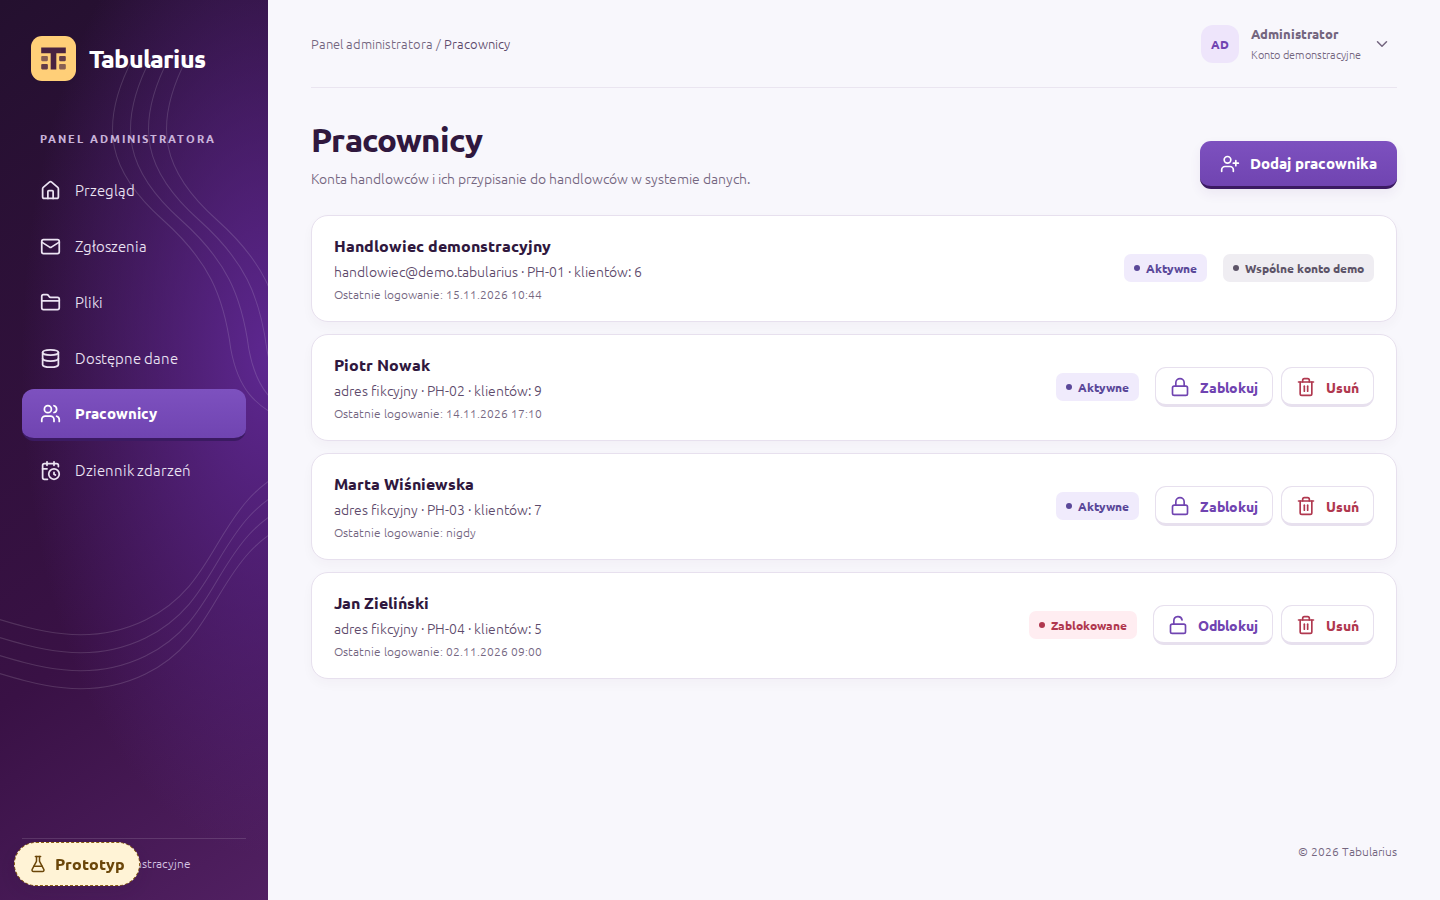 Tabularius
PANEL ADMINISTRATORA
Przegląd
Zgłoszenia
Pliki
Dostępne dane
Pracownicy
Dziennik zdarzeń
Prototyp
stracyjne
Panel administratora / Pracownicy
AD
Administrator
Konto demonstracyjne
Pracownicy
Konta handlowców i ich przypisanie do handlowców w systemie danych.
Dodaj pracownika
Handlowiec demonstracyjny
handlowiec@demo.tabularius · PH-01 · klientów: 6
Ostatnie logowanie: 15.11.2026 10:44
Aktywne
Wspólne konto demo
Piotr Nowak
adres fikcyjny · PH-02 · klientów: 9
Ostatnie logowanie: 14.11.2026 17:10
Aktywne
Zablokuj
Usuń
Marta Wiśniewska
adres fikcyjny · PH-03 · klientów: 7
Ostatnie logowanie: nigdy
Aktywne
Zablokuj
Usuń
Jan Zieliński
adres fikcyjny · PH-04 · klientów: 5
Ostatnie logowanie: 02.11.2026 09:00
Zablokowane
Odblokuj
Usuń
© 2026 Tabularius